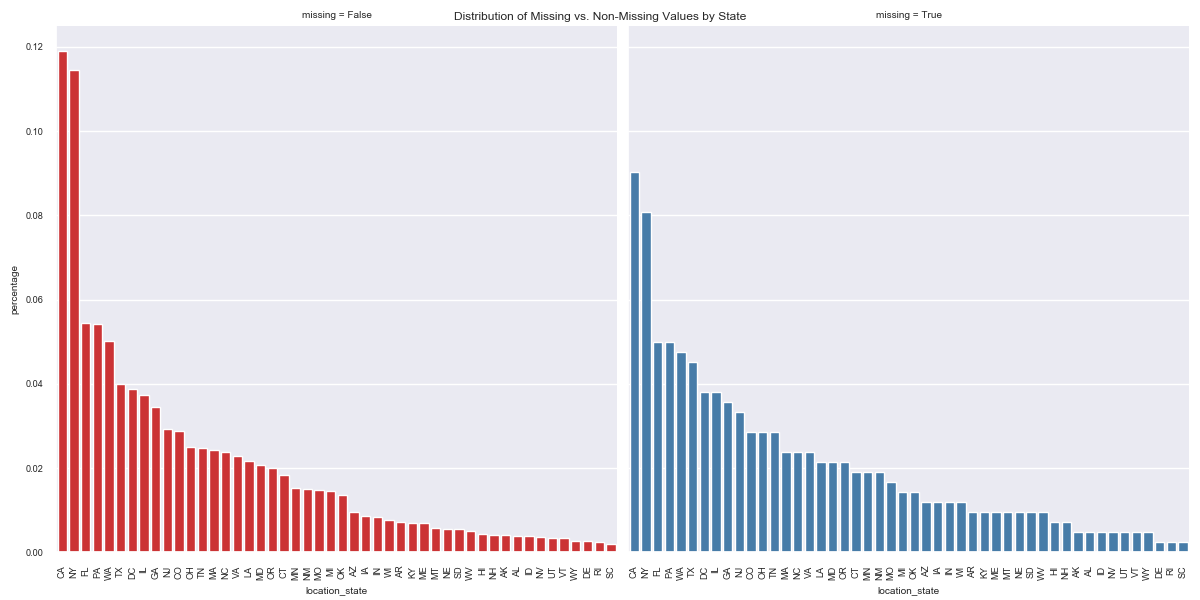 Distribution of Missing vs. Non-Missing Values by State
missing = False
missing = True
percentage
0.12
0.10
0.08
0.06
0.04
0.02
0.00
CA NY FL PA WA TX DC IL GA NJ CO OH TN MA NC VA LA MD OR CT MN NM MO MI OK AZ IA IN WI AR KY ME MT NE SD WV HI NH AK AL ID NV UT VT WY DE RI SC
location_state
CA NY FL PA WA TX DC IL GA NJ CO OH TN MA NC VA LA MD OR CT MN NM MO MI OK AZ IA IN WI AR KY ME MT NE SD WV HI NH AK AL ID NV UT VT WY DE RI SC
location_state